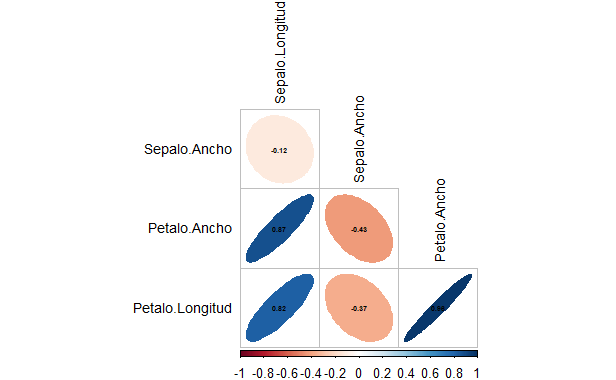 Sepalo.Longitud
Sepalo.Ancho
Petalo.Ancho
Sepalo.Ancho -0.12
Petalo.Ancho 0.87 -0.43
Petalo.Longitud 0.82 -0.37 0.96
-1 -0.8 -0.6 -0.4 -0.2 0 0.2 0.4 0.6 0.8 1